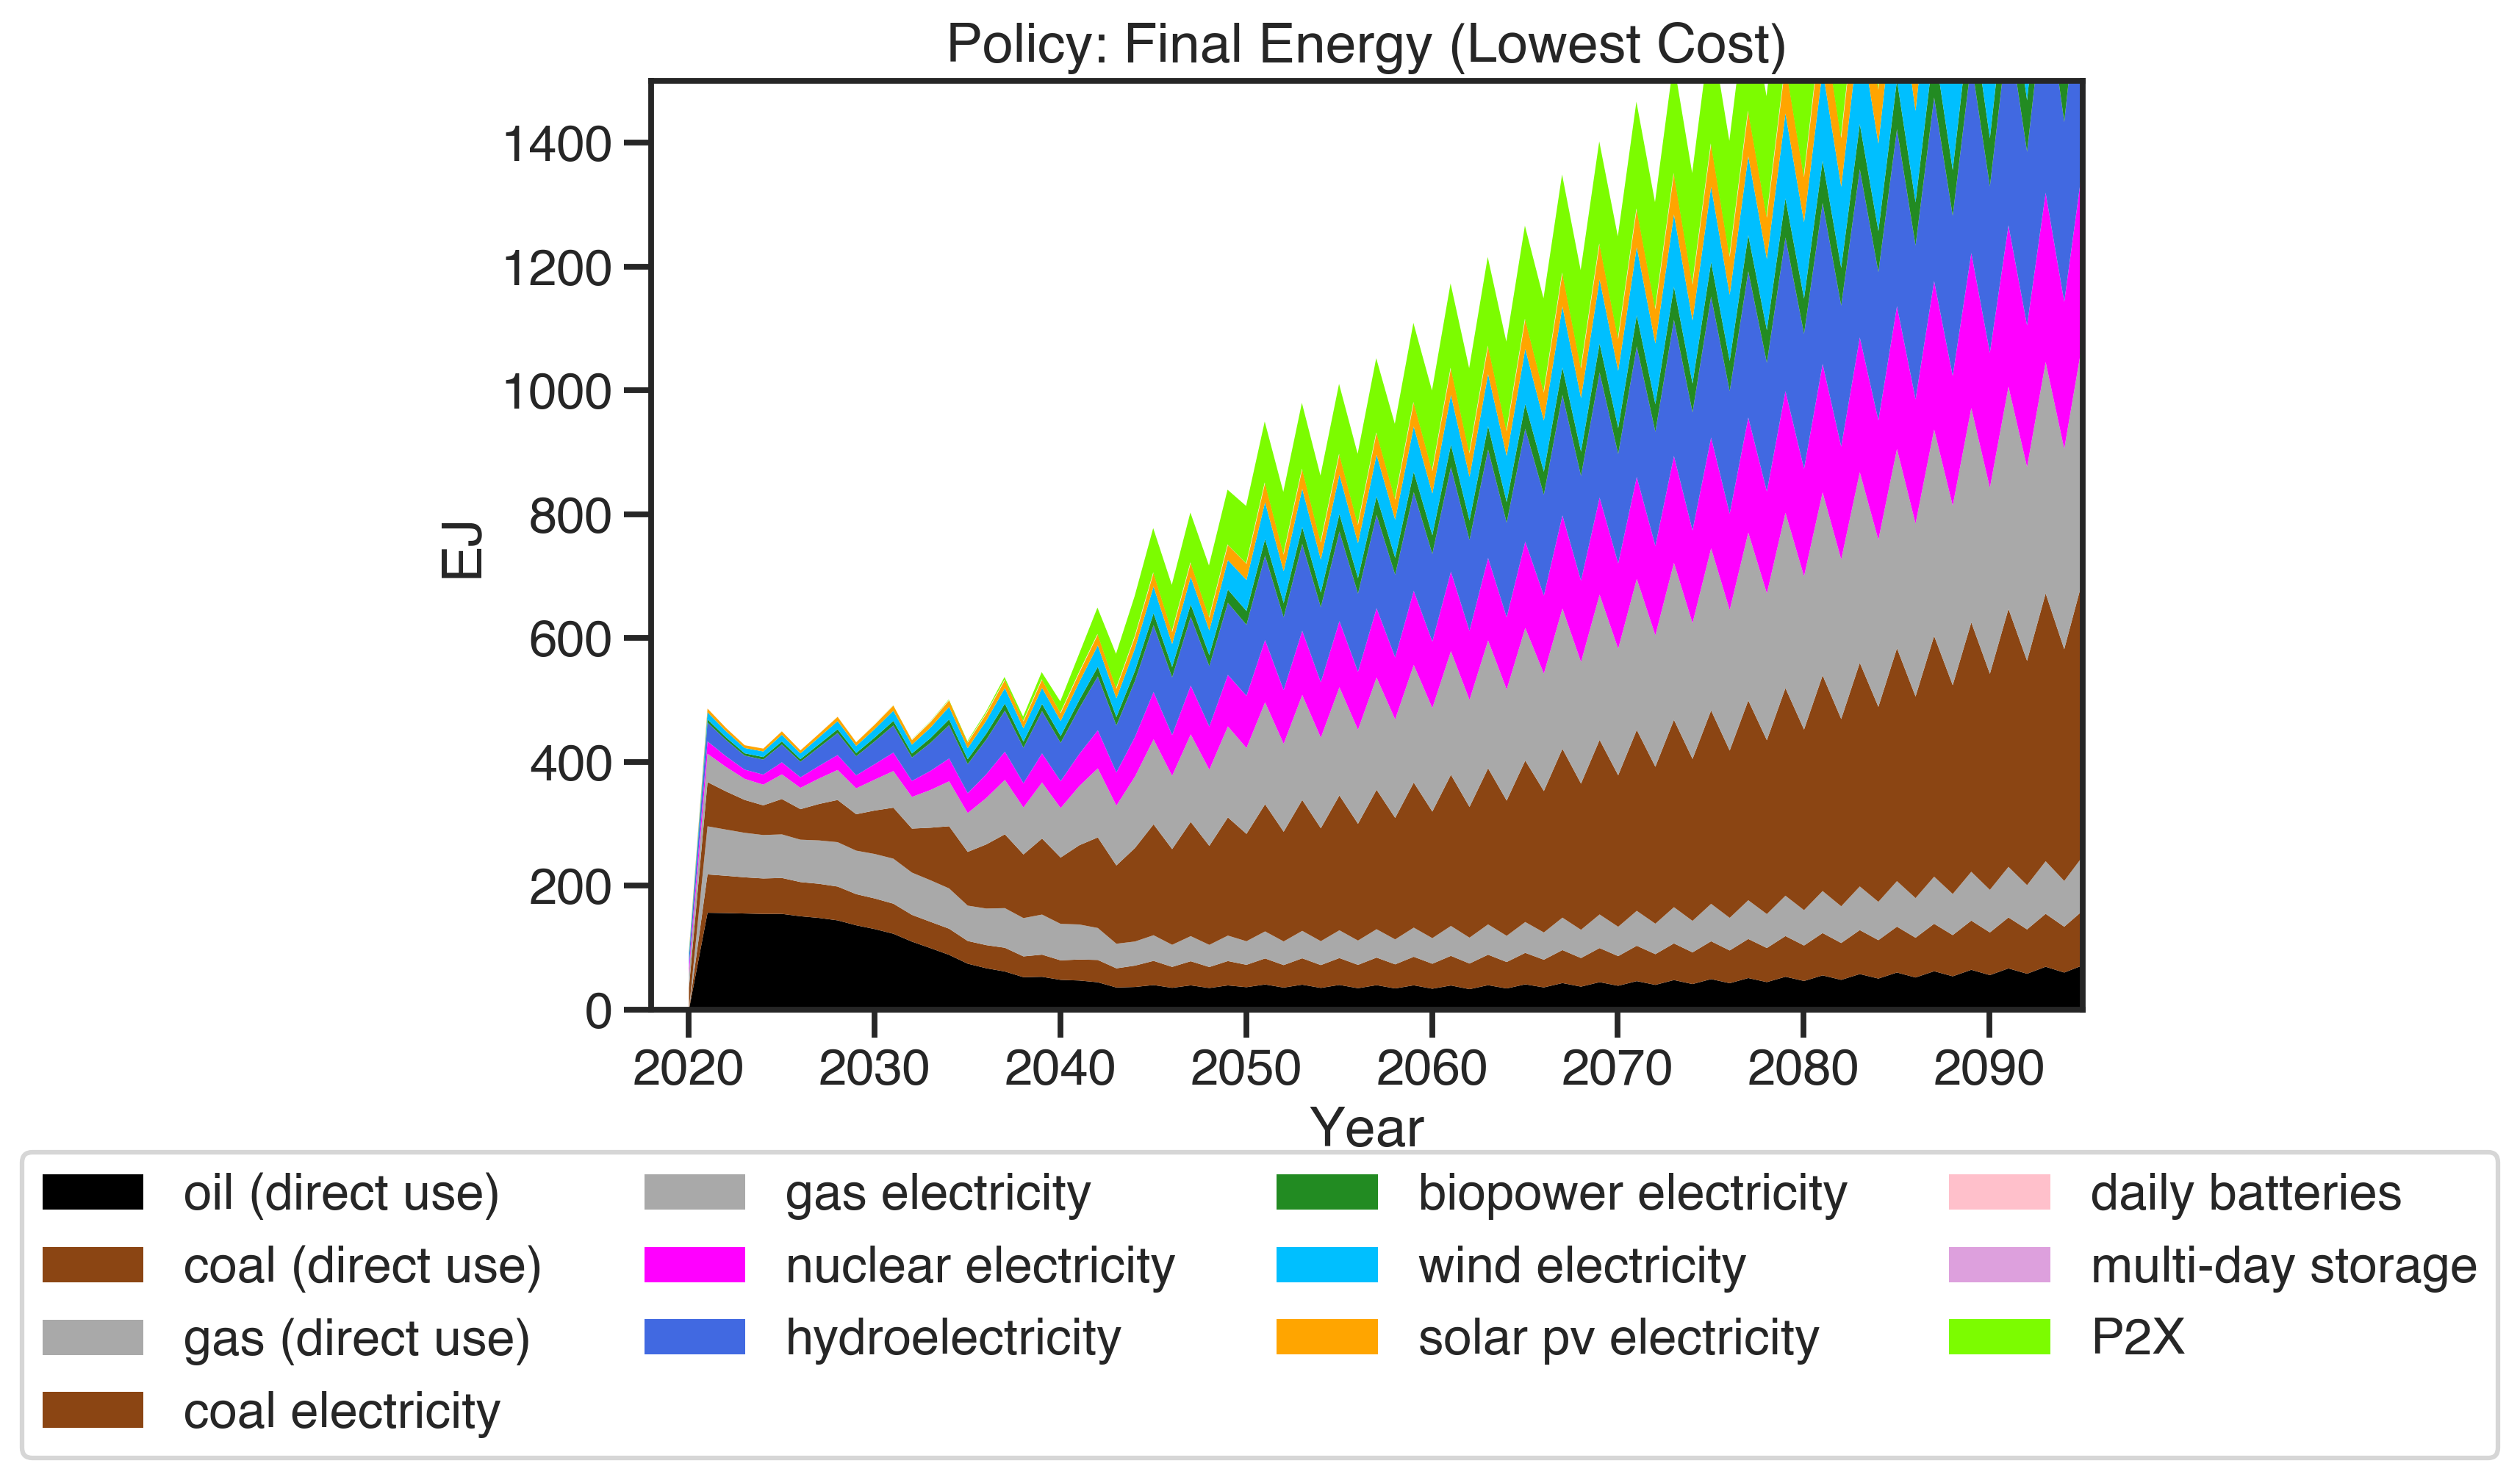 Policy: Final Energy (Lowest Cost)
1400
1200
1000
800
600
400
200
0
EJ
2020 2030 2040 2050 2060 2070 2080 2090
Year
oil (direct use)
coal (direct use)
gas (direct use)
coal electricity
gas electricity
nuclear electricity
hydroelectricity
biopower electricity
wind electricity
solar pv electricity
daily batteries
multi-day storage
P2X